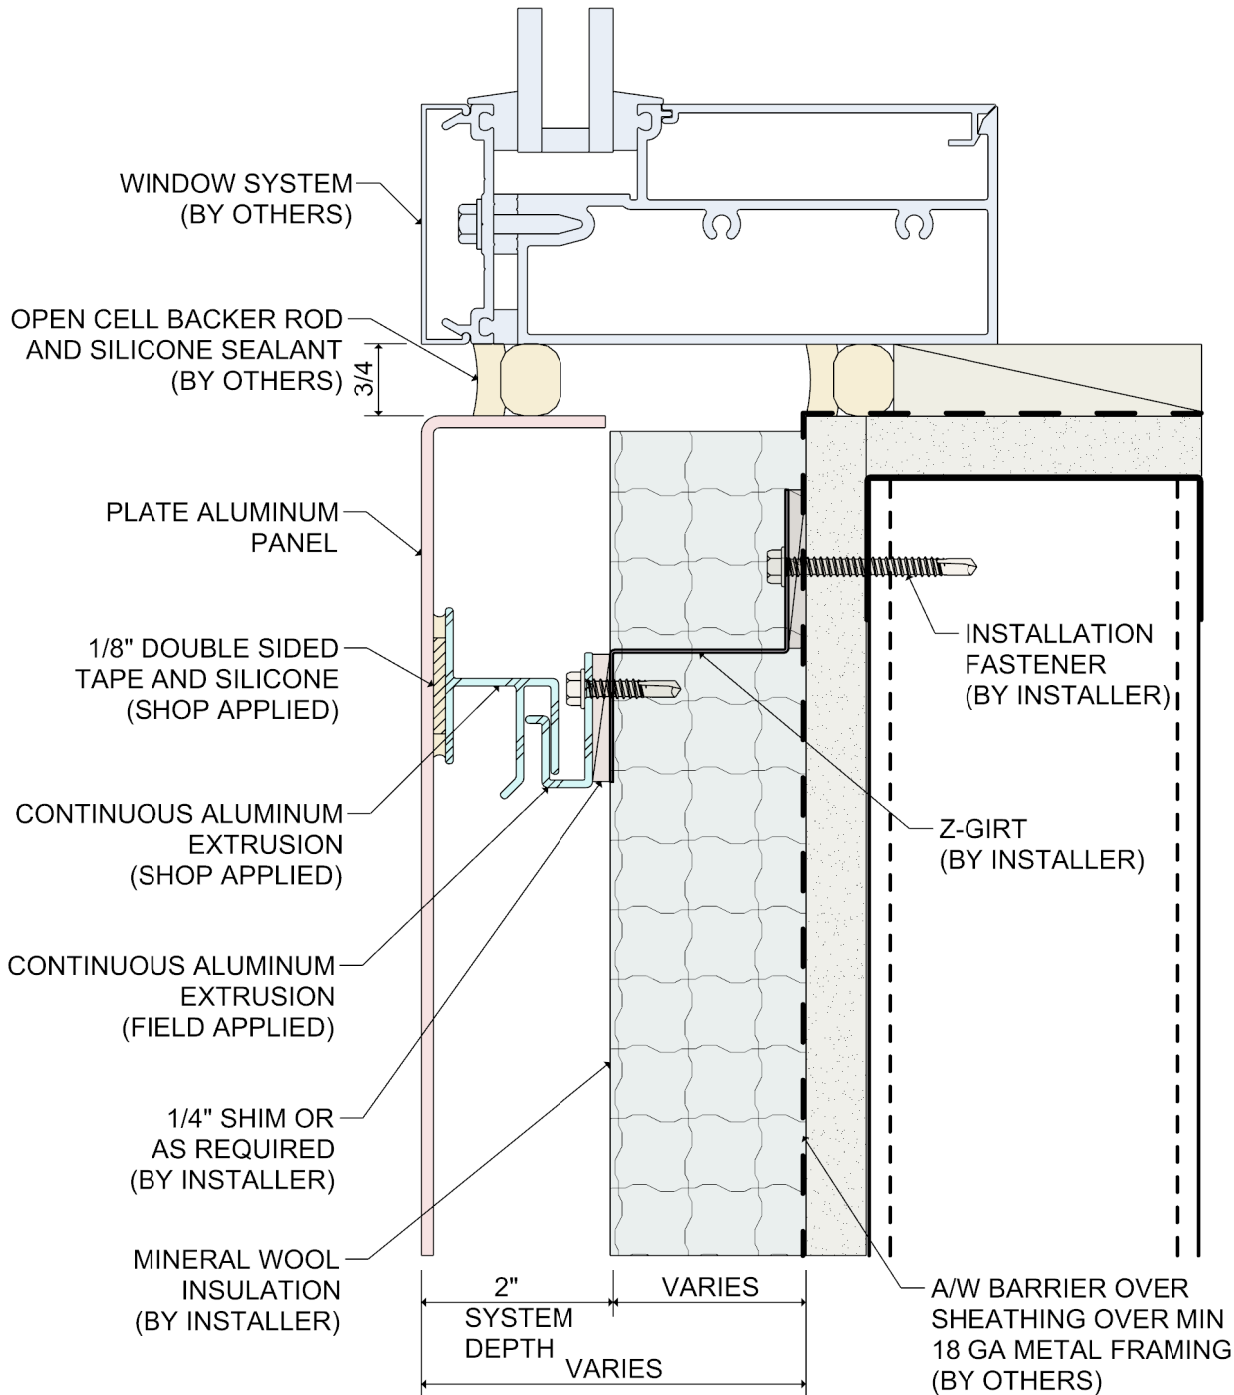 WINDOW SYSTEM
(BY OTHERS)
OPEN CELL BACKER ROD
AND SILICONE SEALANT
(BY OTHERS)
3/4
PLATE ALUMINUM
PANEL
1/8" DOUBLE SIDED
TAPE AND SILICONE
(SHOP APPLIED)
CONTINUOUS ALUMINUM
EXTRUSION
(SHOP APPLIED)
CONTINUOUS ALUMINUM
EXTRUSION
(FIELD APPLIED)
1/4" SHIM OR
AS REQUIRED
(BY INSTALLER)
MINERAL WOOL
INSULATION
(BY INSTALLER)
INSTALLATION
FASTENER
(BY INSTALLER)
Z-GIRT
(BY INSTALLER)
A/W BARRIER OVER
SHEATHING OVER MIN
18 GA METAL FRAMING
(BY OTHERS)
2"
SYSTEM
DEPTH
VARIES
VARIES